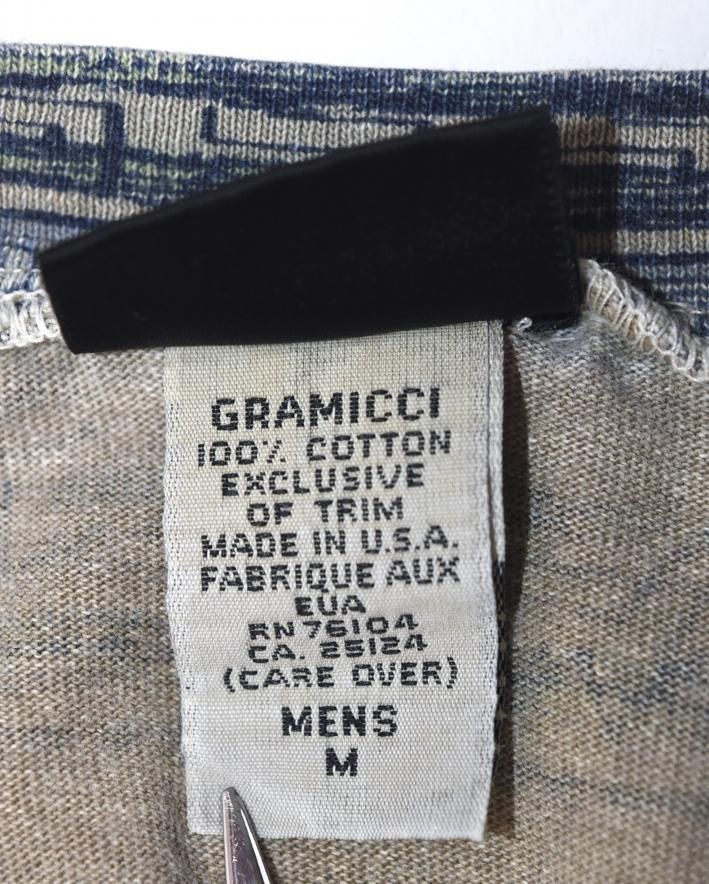 GRAMICCI
100% COTTON
EXCLUSIVE
OF TRIM
MADE IN U.S.A.
FABRIQUE AUX
EUA
RN 76104
CA. 25124
(CARE OVER)
MENS
M